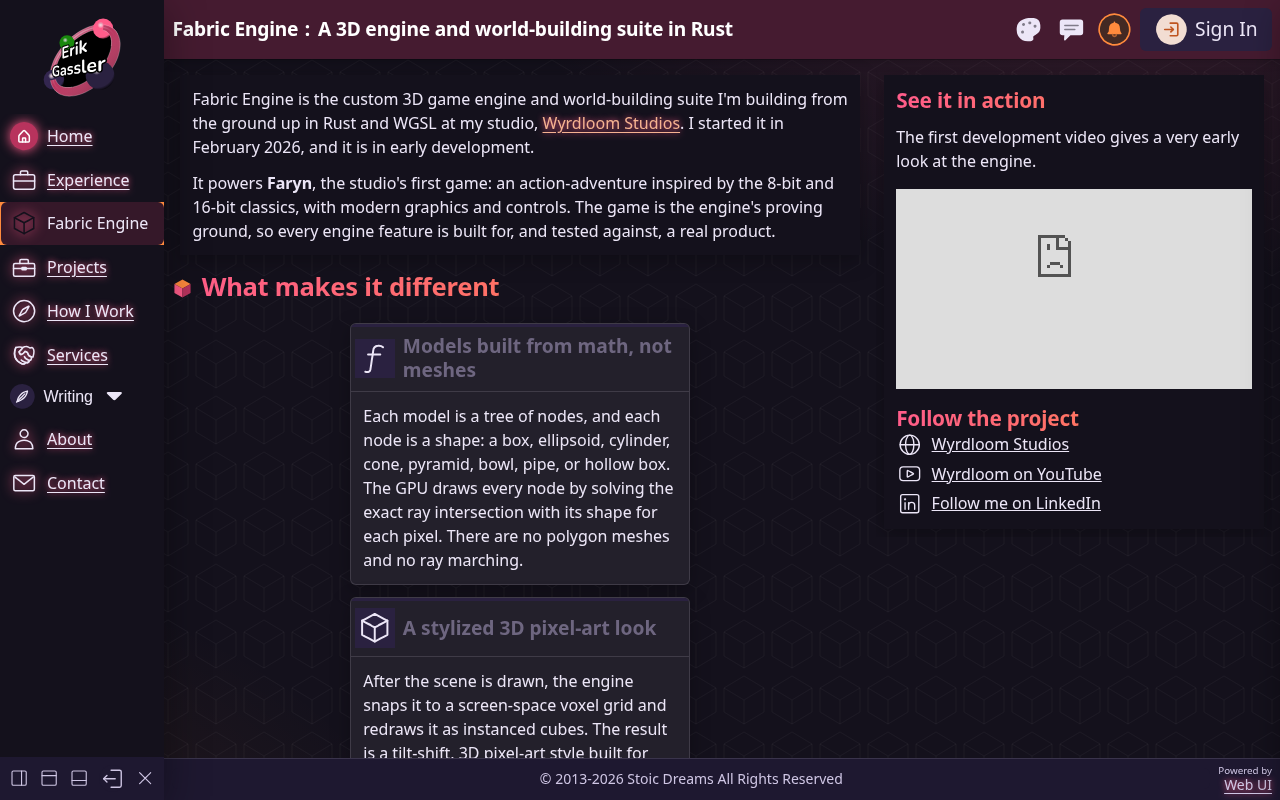 Erik
Gassler
Home
Experience
Fabric Engine
Projects
How I Work
Services
Writing
About
Contact
Fabric Engine : A 3D engine and world-building suite in Rust
Sign In
Fabric Engine is the custom 3D game engine and world-building suite I'm building from
the ground up in Rust and WGSL at my studio, Wyrdloom Studios. I started it in
February 2026, and it is in early development.
It powers Faryn, the studio's first game: an action-adventure inspired by the 8-bit and
16-bit classics, with modern graphics and controls. The game is the engine's proving
ground, so every engine feature is built for, and tested against, a real product.
What makes it different
Models built from math, not
meshes
Each model is a tree of nodes, and each
node is a shape: a box, ellipsoid, cylinder,
cone, pyramid, bowl, pipe, or hollow box.
The GPU draws every node by solving the
exact ray intersection with its shape for
each pixel. There are no polygon meshes
and no ray marching.
A stylized 3D pixel-art look
After the scene is drawn, the engine
snaps it to a screen-space voxel grid and
redraws it as instanced cubes. The result
is a tilt-shift, 3D pixel-art style built for
See it in action
The first development video gives a very early
look at the engine.
Follow the project
Wyrdloom Studios
Wyrdloom on YouTube
Follow me on LinkedIn
© 2013-2026 Stoic Dreams All Rights Reserved
Powered by
Web UI